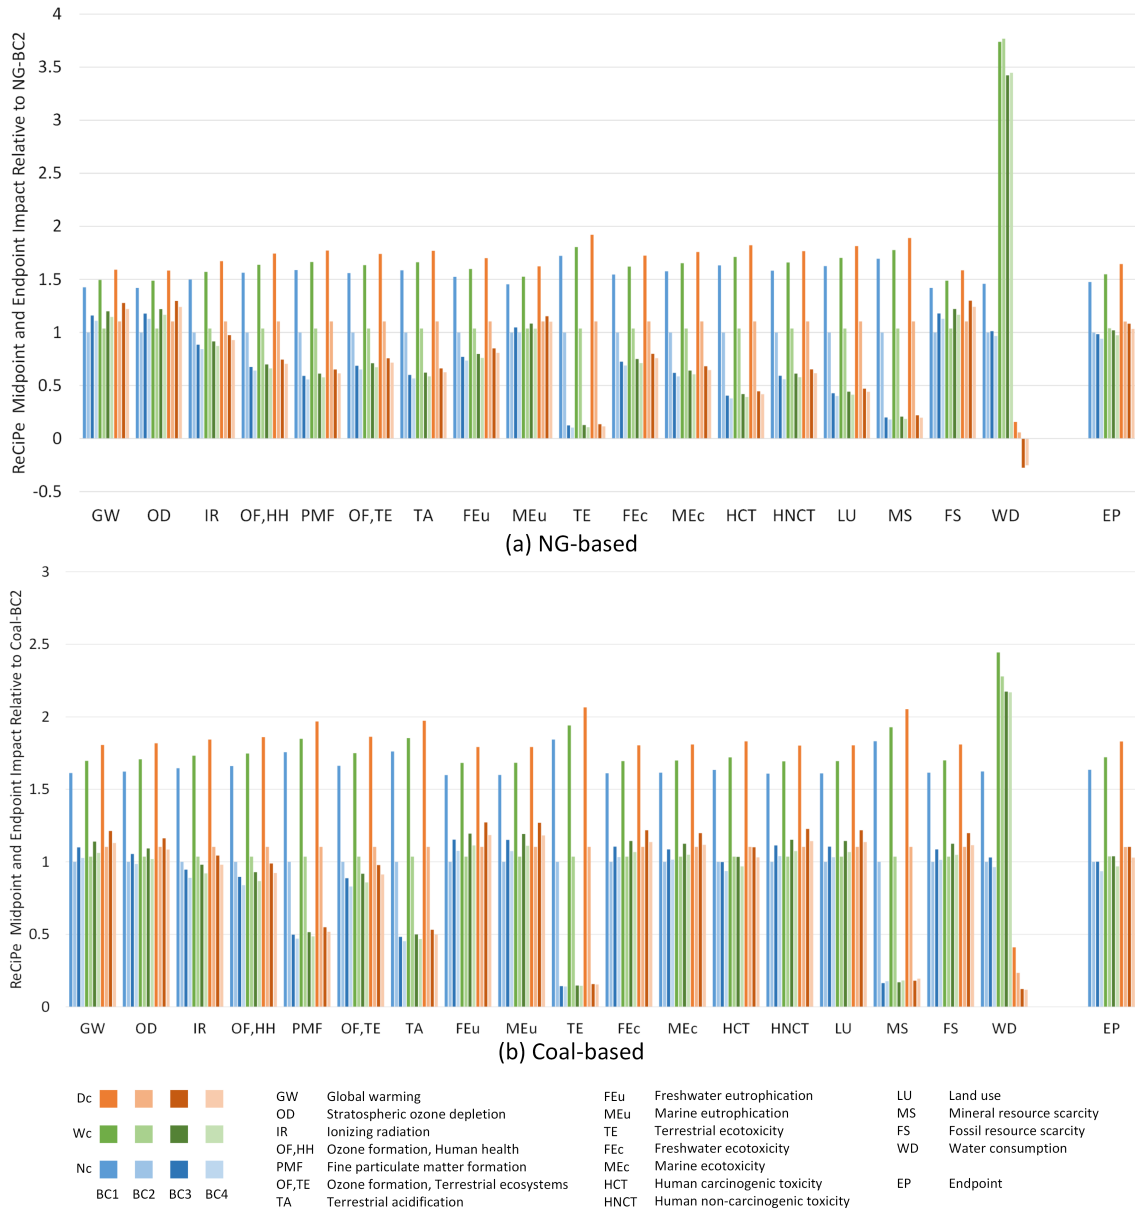 ReCiPe Midpoint and Endpoint Impact Relative to NG-BC2
4
3.5
3
2.5
2
1.5
1
0.5
0
-0.5
GW OD IR OF,HH PMF OF,TE TA FEu MEu TE FEc MEc HCT HNCT LU MS FS WD EP
(a) NG-based
ReCiPe Midpoint and Endpoint Impact Relative to Coal-BC2
3
2.5
2
1.5
1
0.5
0
GW OD IR OF,HH PMF OF,TE TA FEu MEu TE FEc MEc HCT HNCT LU MS FS WD EP
(b) Coal-based
Dc
Wc
Nc
BC1 BC2 BC3 BC4
GW Global warming
OD Stratospheric ozone depletion
IR Ionizing radiation
OF,HH Ozone formation, Human health
PMF Fine particulate matter formation
OF,TE Ozone formation, Terrestrial ecosystems
TA Terrestrial acidification
FEu Freshwater eutrophication
MEu Marine eutrophication
TE Terrestrial ecotoxicity
FEc Freshwater ecotoxicity
MEc Marine ecotoxicity
HCT Human carcinogenic toxicity
HNCT Human non-carcinogenic toxicity
LU Land use
MS Mineral resource scarcity
FS Fossil resource scarcity
WD Water consumption
EP Endpoint